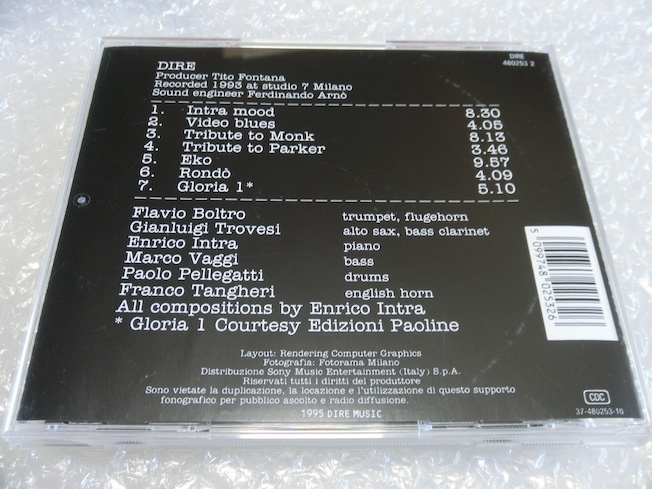 DIRE
Producer Tito Fontana
Recorded 1993 at studio 7 Milano
Sound engineer Ferdinando Arnò
DIRE
480253 2
1. Intra mood 8.30
2. Video blues 4.05
3. Tribute to Monk 8.13
4. Tribute to Parker 3.46
5. Eko 9.57
6. Rondò 4.09
7. Gloria 1* 5.10
Flavio Boltro trumpet, flugehorn
Gianluigi Trovesi alto sax, bass clarinet
Enrico Intra piano
Marco Vaggi bass
Paolo Pellegatti drums
Franco Tangheri english horn
All compositions by Enrico Intra
* Gloria 1 Courtesy Edizioni Paoline
5 099748 025326
Layout: Rendering Computer Graphics
Fotografia: Fotorama Milano
Distribuzione Sony Music Entertainment (Italy) S.p.A.
Riservati tutti i diritti del produttore
Sono vietate la duplicazione, la locazione e l'utilizzazione di questo supporto
fonografico per pubblico ascolto e radio diffusione.
1995 DIRE MUSIC
CDC
37-480253-10